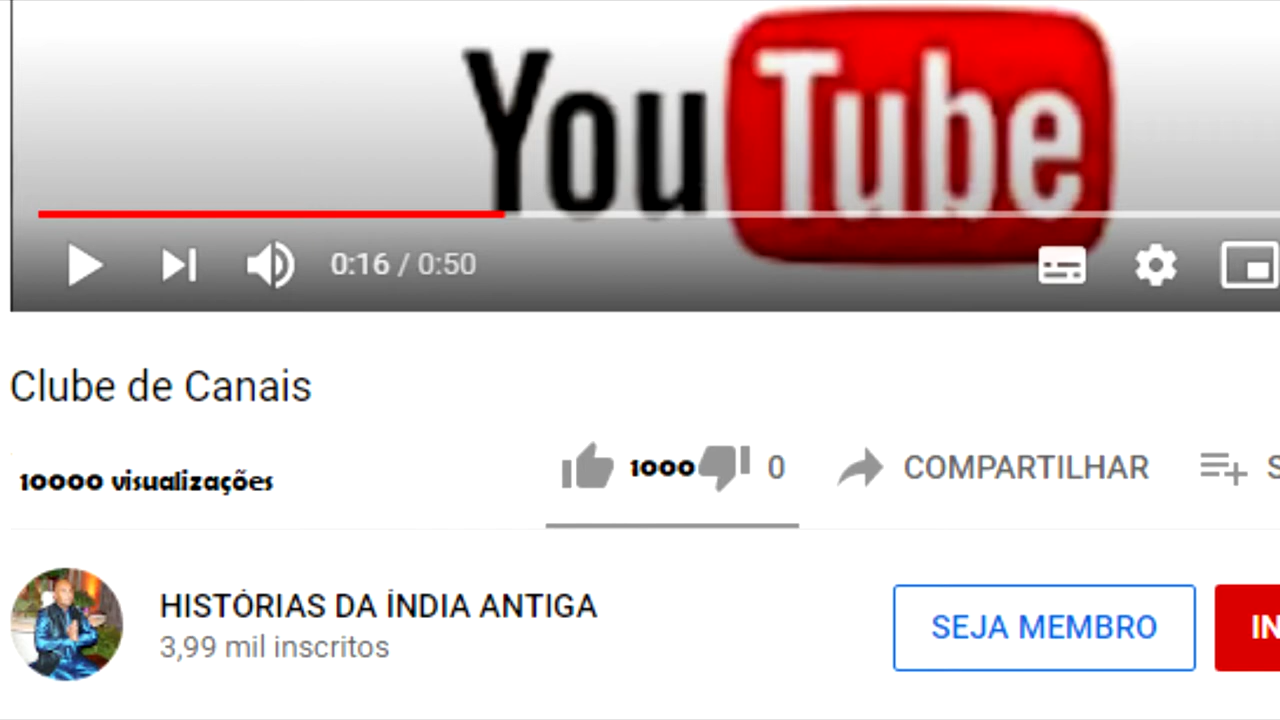 YouTube
0:16 / 0:50
Clube de Canais
10000 visualizações
1000 0 COMPARTILHAR S
HISTÓRIAS DA ÍNDIA ANTIGA
3,99 mil inscritos
SEJA MEMBRO IN